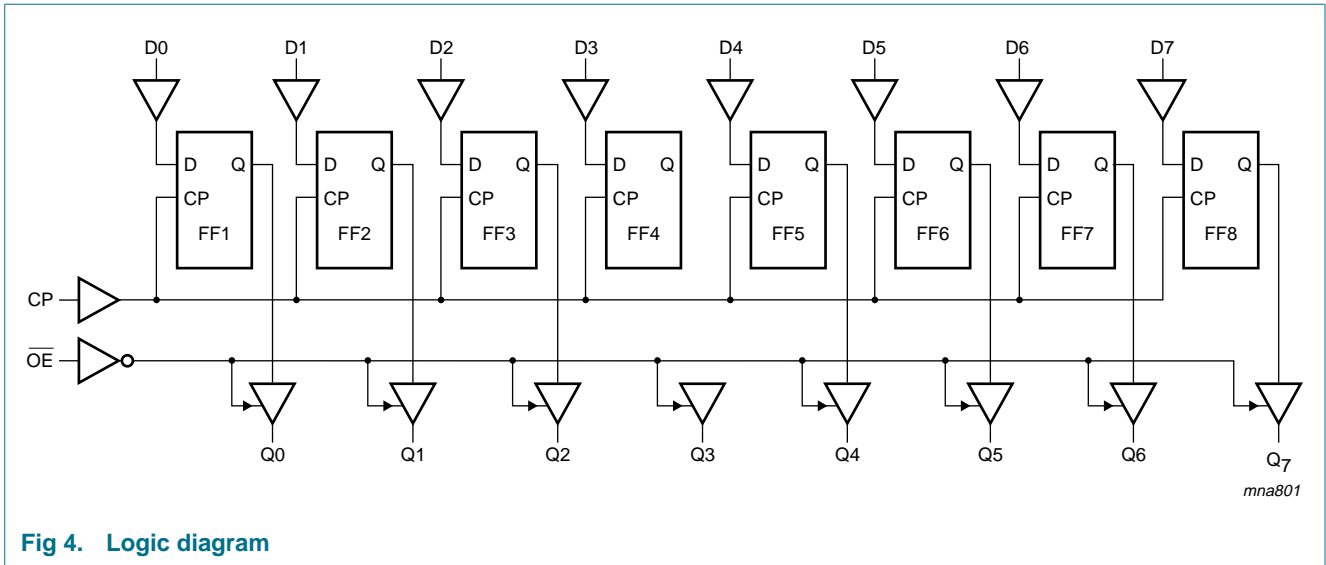 D0 D1 D2 D3 D4 D5 D6 D7
D Q D Q D Q D Q D Q D Q D Q D Q
CP CP CP CP CP CP CP CP
FF1 FF2 FF3 FF4 FF5 FF6 FF7 FF8
CP
O̅E̅
Q0 Q1 Q2 Q3 Q4 Q5 Q6 Q7
mna801
Fig 4. Logic diagram